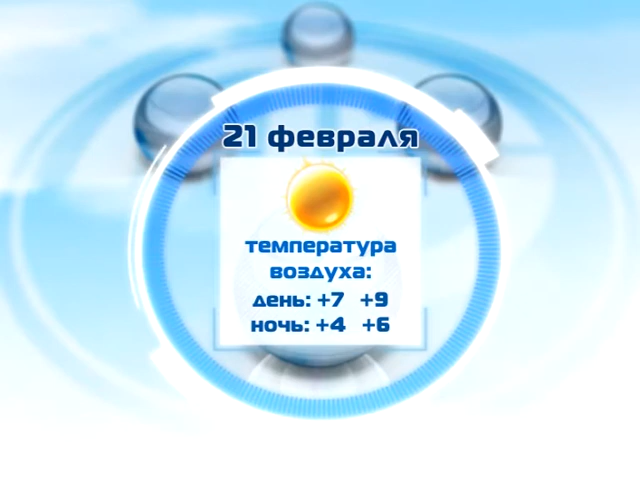 21 февраля
температура
воздуха:
день: +7 +9
ночь: +4 +6